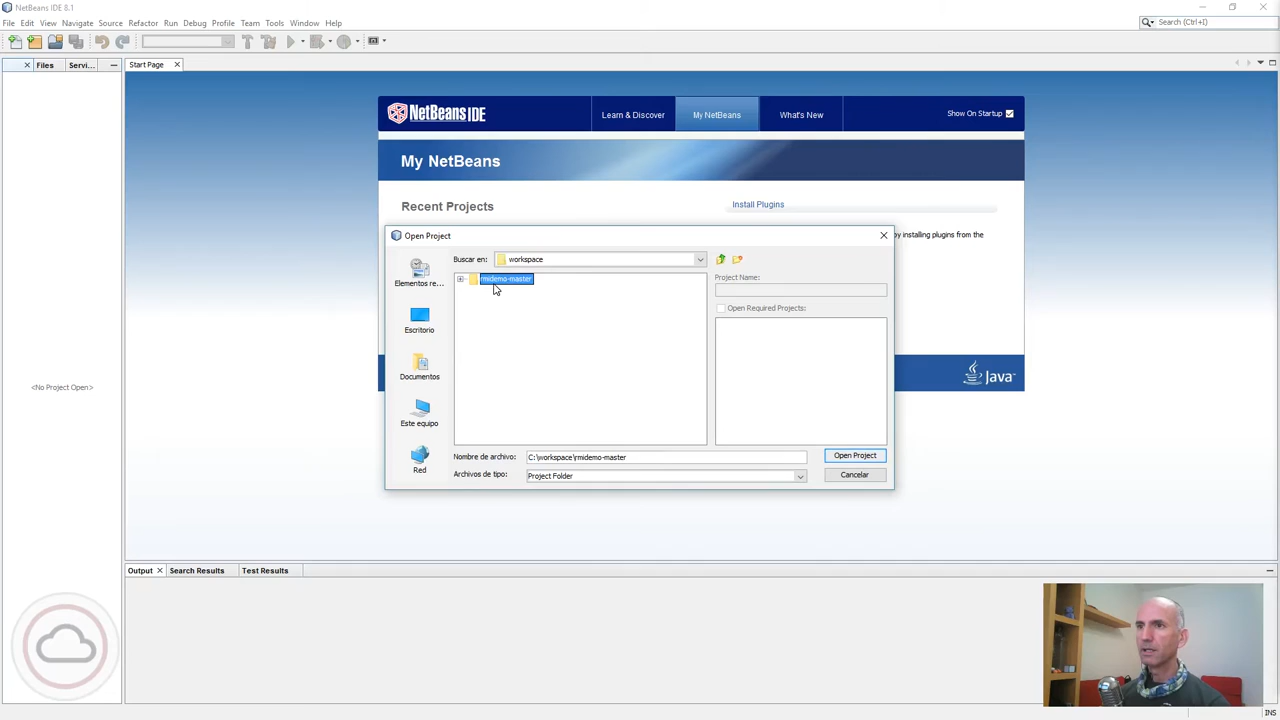 NetBeans IDE 8.1
File Edit View Navigate Source Refactor Run Debug Profile Team Tools Window Help
Search (Ctrl+I)
Files Servi...
Start Page
NetBeans IDE
Learn & Discover
My NetBeans
What's New
Show On Startup
My NetBeans
Recent Projects
Install Plugins
by installing plugins from the
Open Project
Buscar en:
workspace
Elementos re...
Escritorio
Documentos
Este equipo
Red
rmidemo-master
Project Name:
Open Required Projects:
Nombre de archivo:
C:\workspace\rmidemo-master
Open Project
Archivos de tipo:
Project Folder
Cancelar
<No Project Open>
Java
Output
Search Results
Test Results
INS